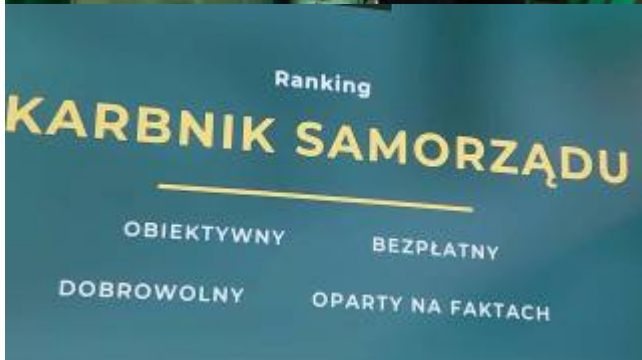 Ranking
KARBNIK SAMORZĄDU
OBIEKTYWNY BEZPŁATNY
DOBROWOLNY OPARTY NA FAKTACH